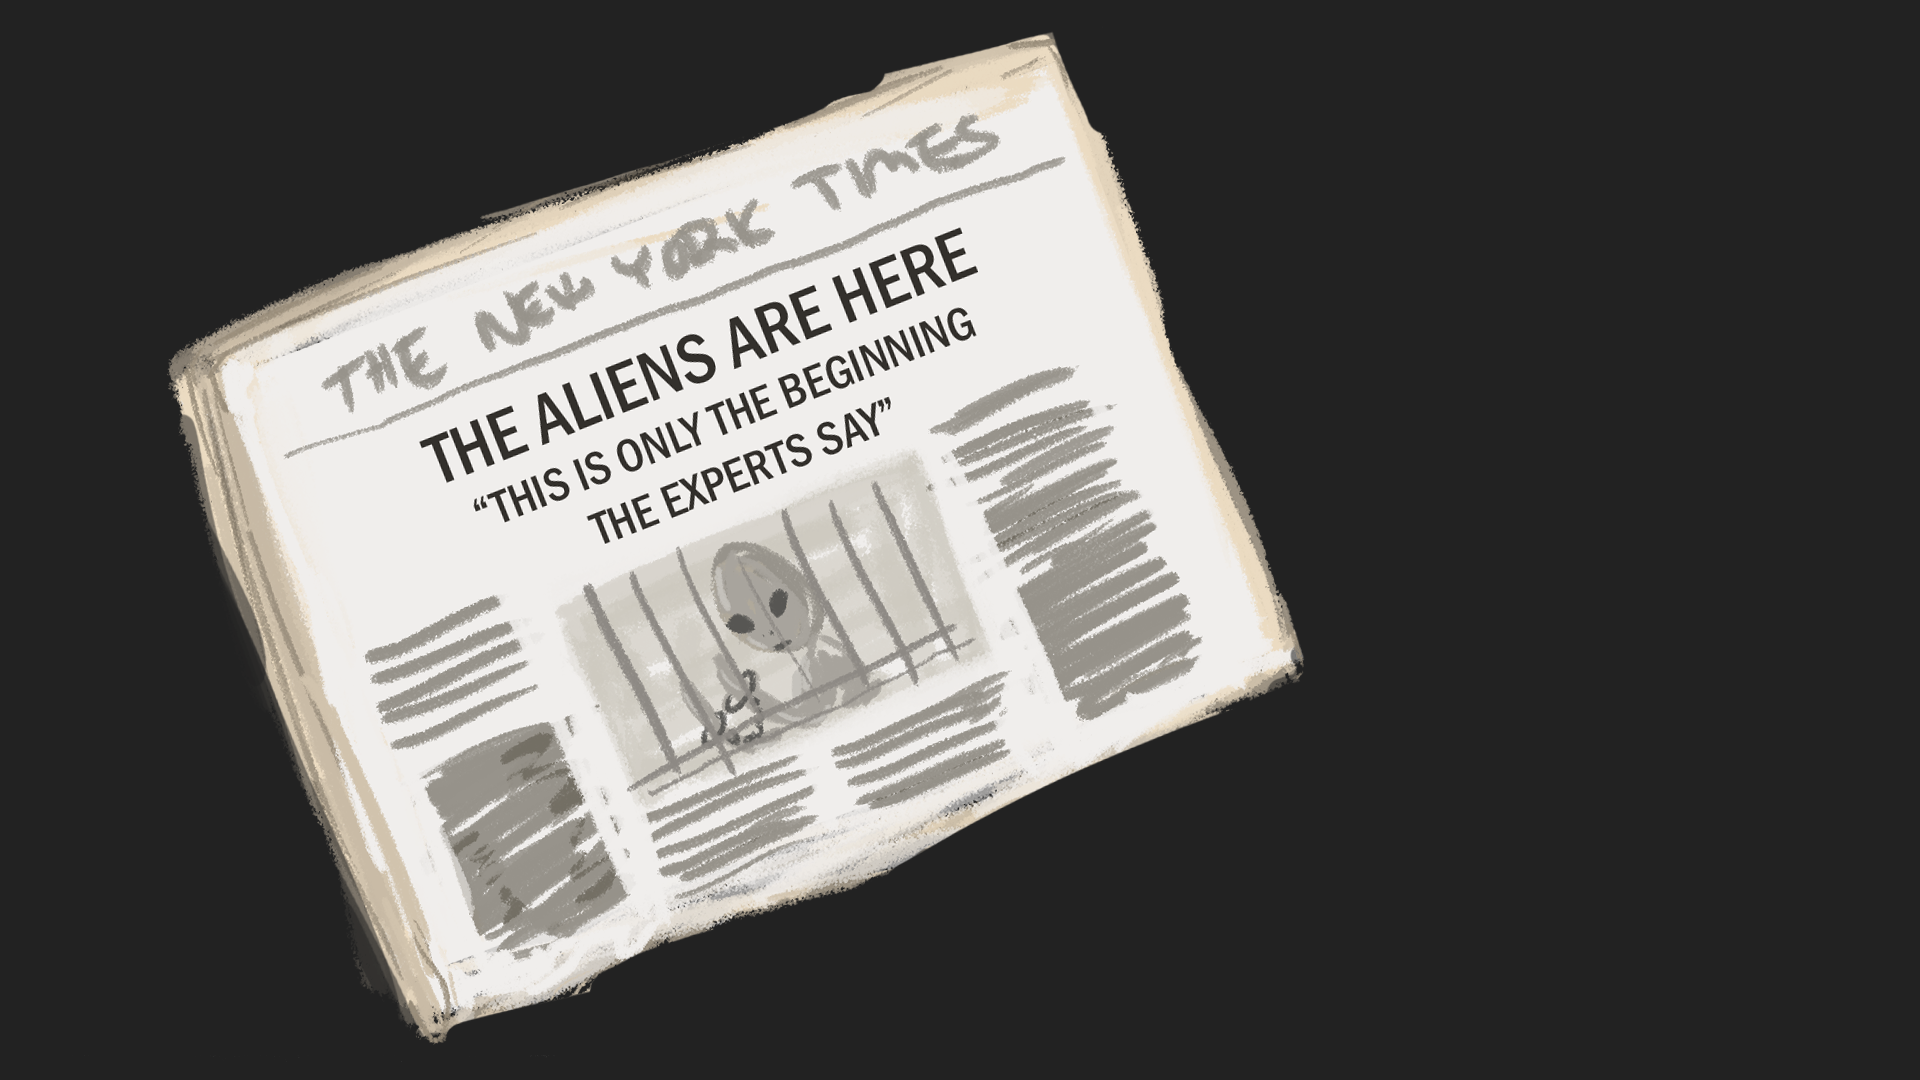 THE NEW YORK TIMES
THE ALIENS ARE HERE
“THIS IS ONLY THE BEGINNING
THE EXPERTS SAY”